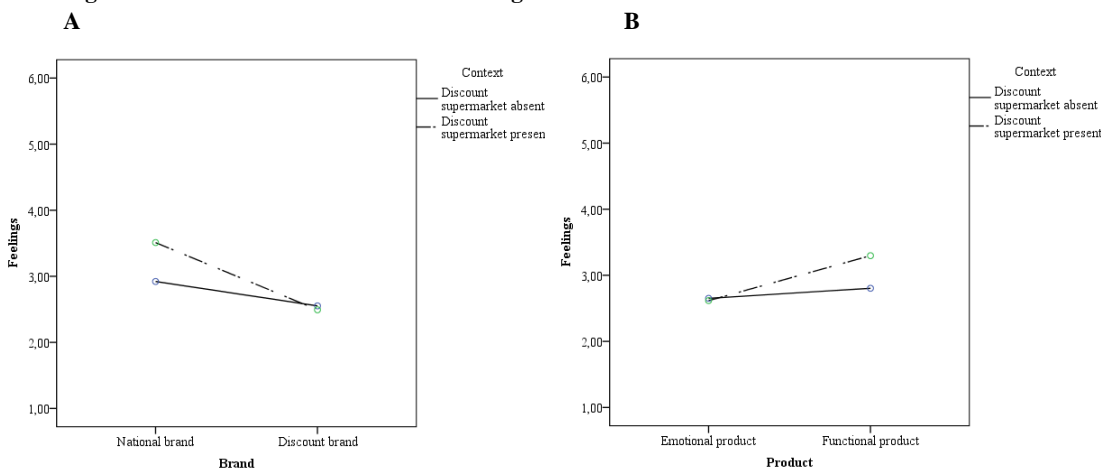 A
B
6,00
5,00
4,00
3,00
2,00
1,00
Feelings
National brand
Discount brand
Brand
Context
Discount
supermarket absent
Discount
supermarket presen
6,00
5,00
4,00
3,00
2,00
1,00
Feelings
Emotional product
Functional product
Product
Context
Discount
supermarket absent
Discount
supermarket present